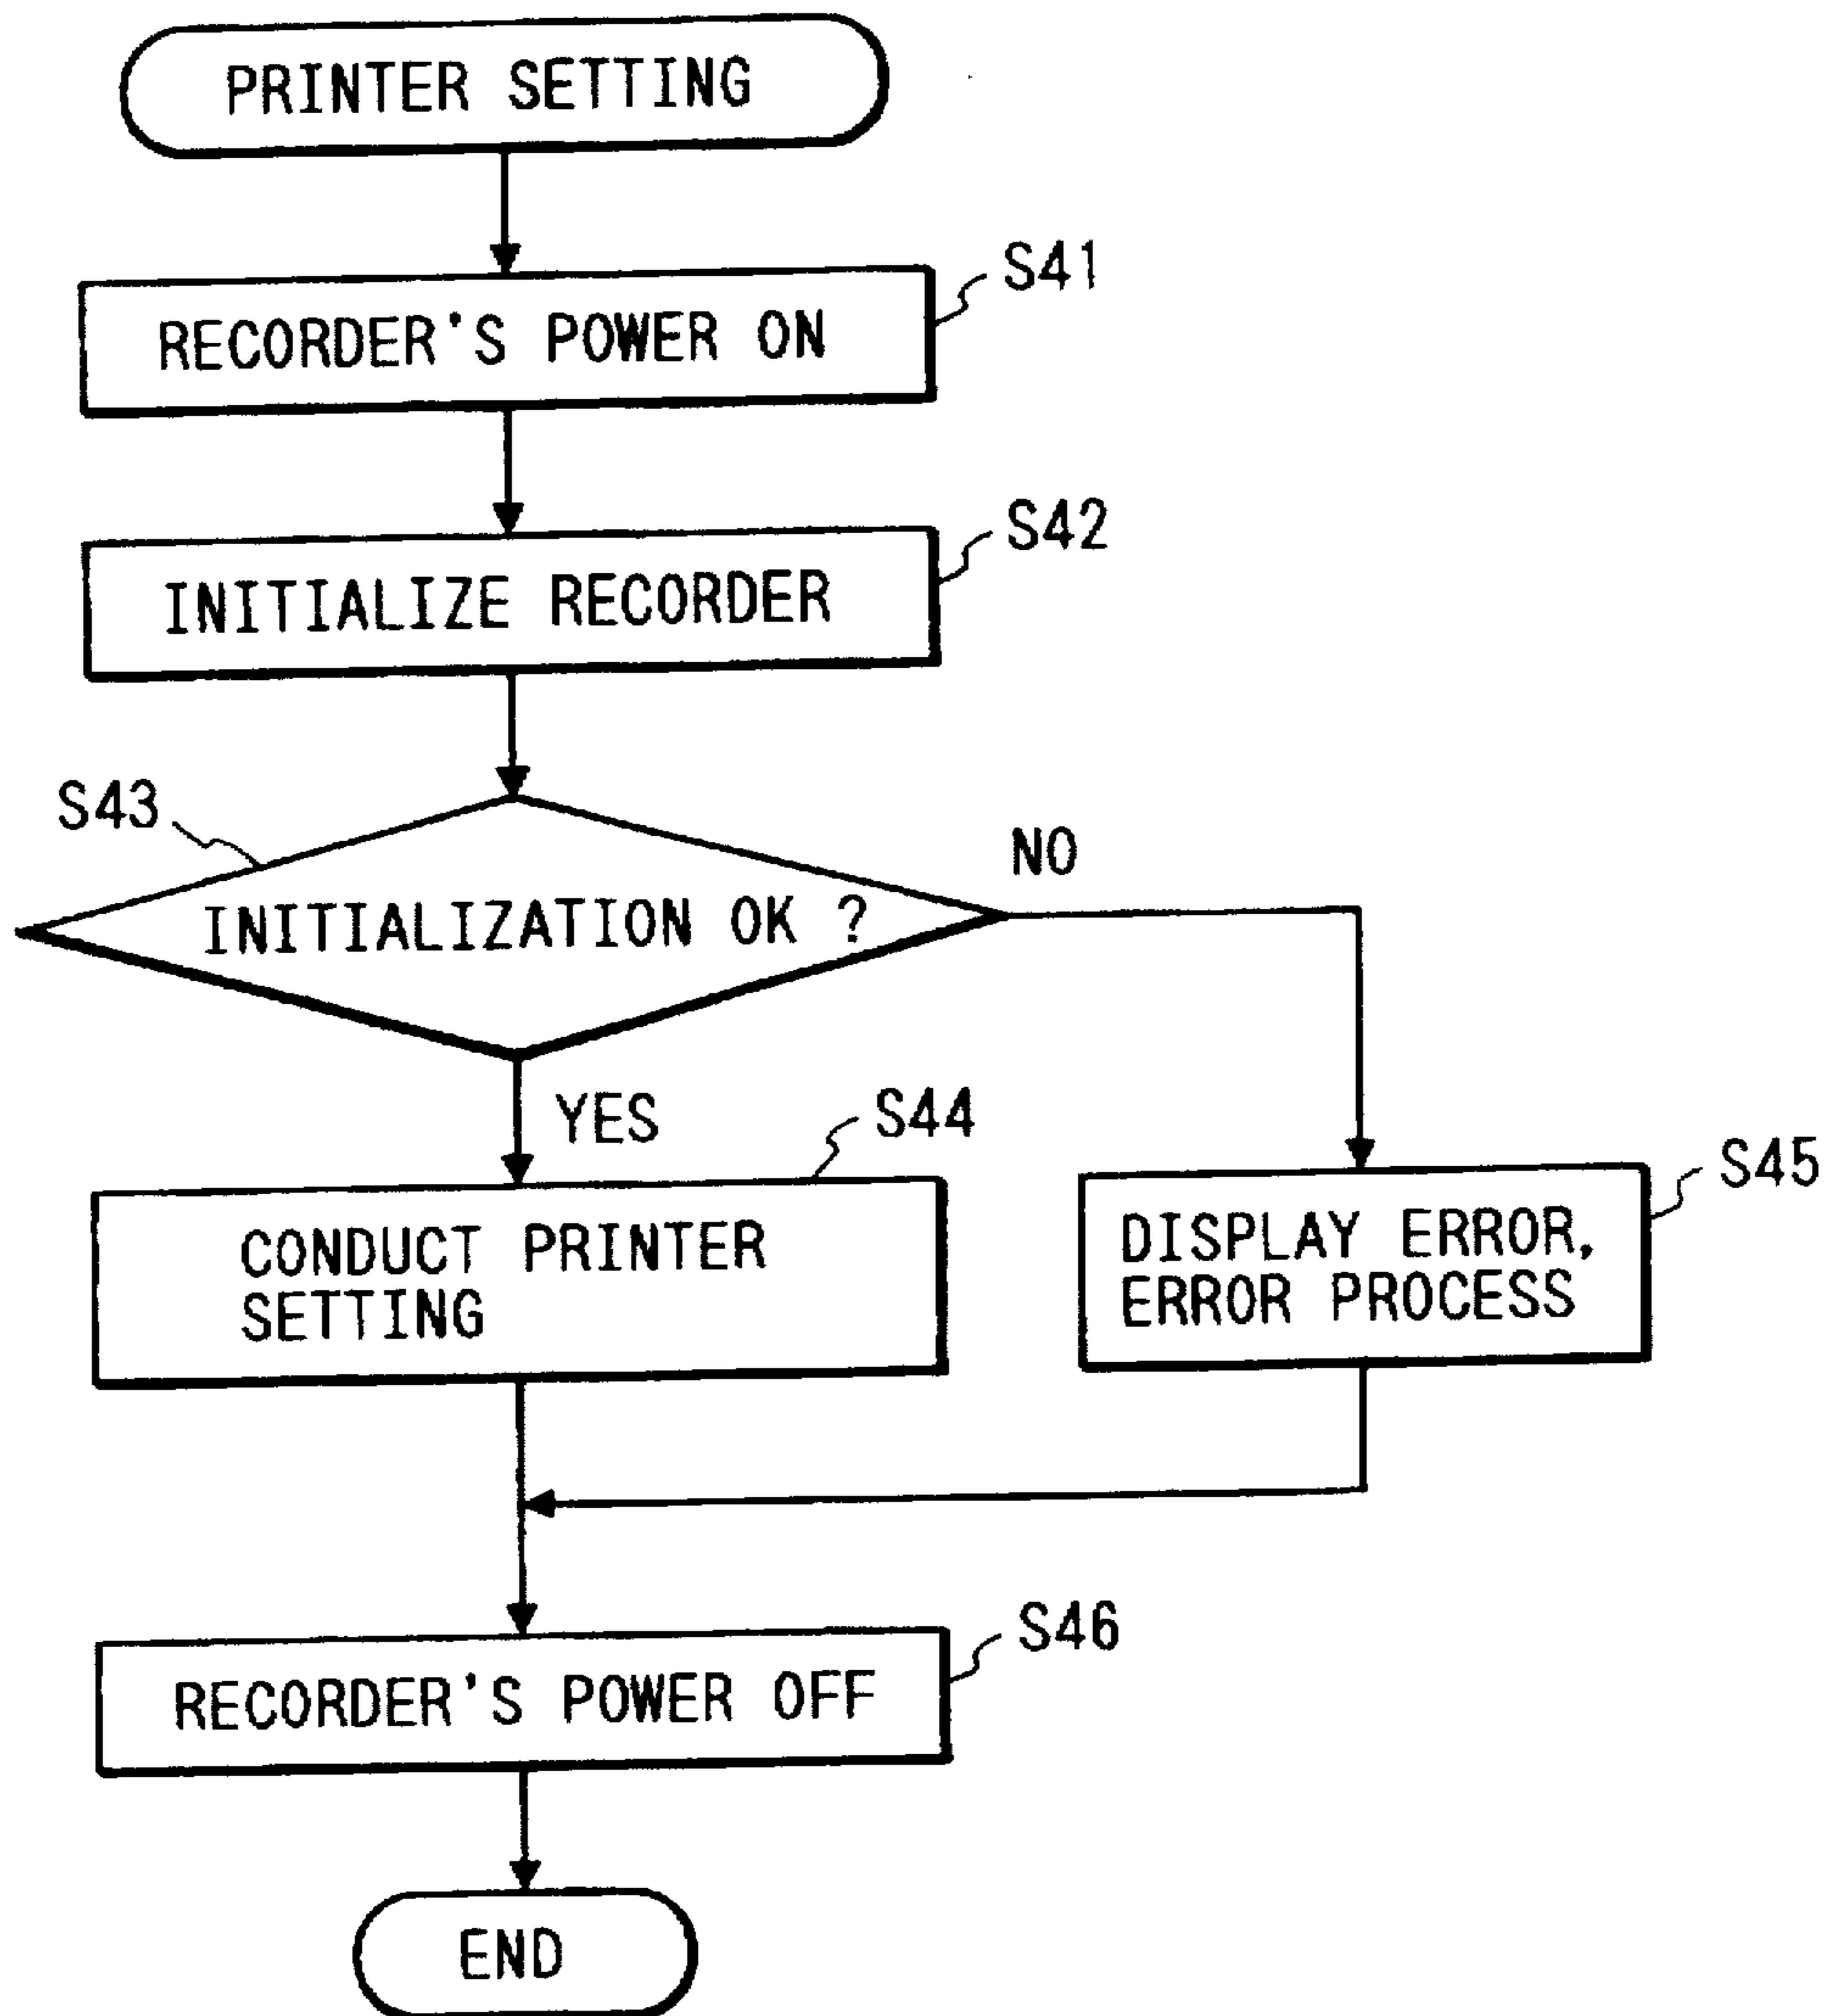 PRINTER SETTING
S41
RECORDER'S POWER ON
S42
INITIALIZE RECORDER
S43
NO
INITIALIZATION OK ?
YES
S44
CONDUCT PRINTER
SETTING
S45
DISPLAY ERROR,
ERROR PROCESS
S46
RECORDER'S POWER OFF
END